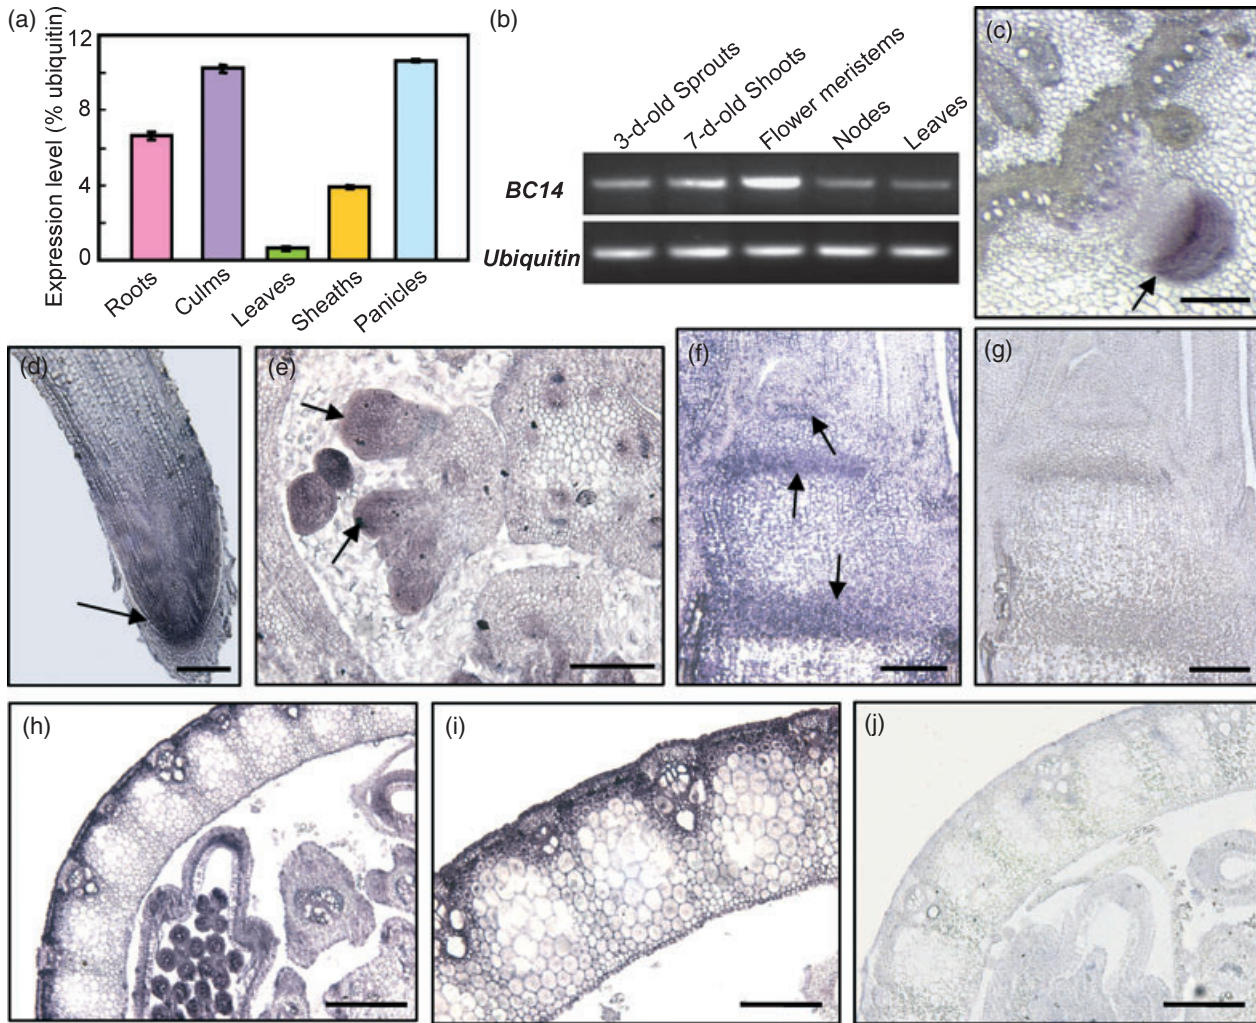 (a)
Expression level (% ubiquitin)
12
8
4
0
Roots
Culms
Leaves
Sheaths
Panicles
(b)
3-d-old Sprouts
7-d-old Shoots
Flower meristems
Nodes
Leaves
BC14
Ubiquitin
(c)
(d)
(e)
(f)
(g)
(h)
(i)
(j)